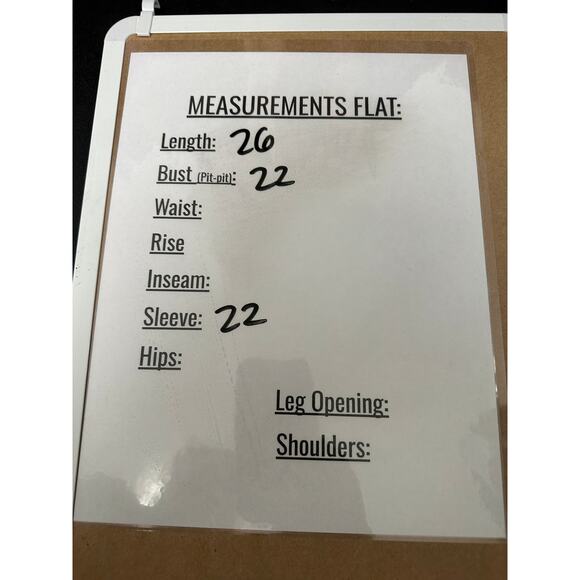 MEASUREMENTS FLAT:
Length: 26
Bust (Pit-pit): 22
Waist:
Rise
Inseam:
Sleeve: 22
Hips:
Leg Opening:
Shoulders: